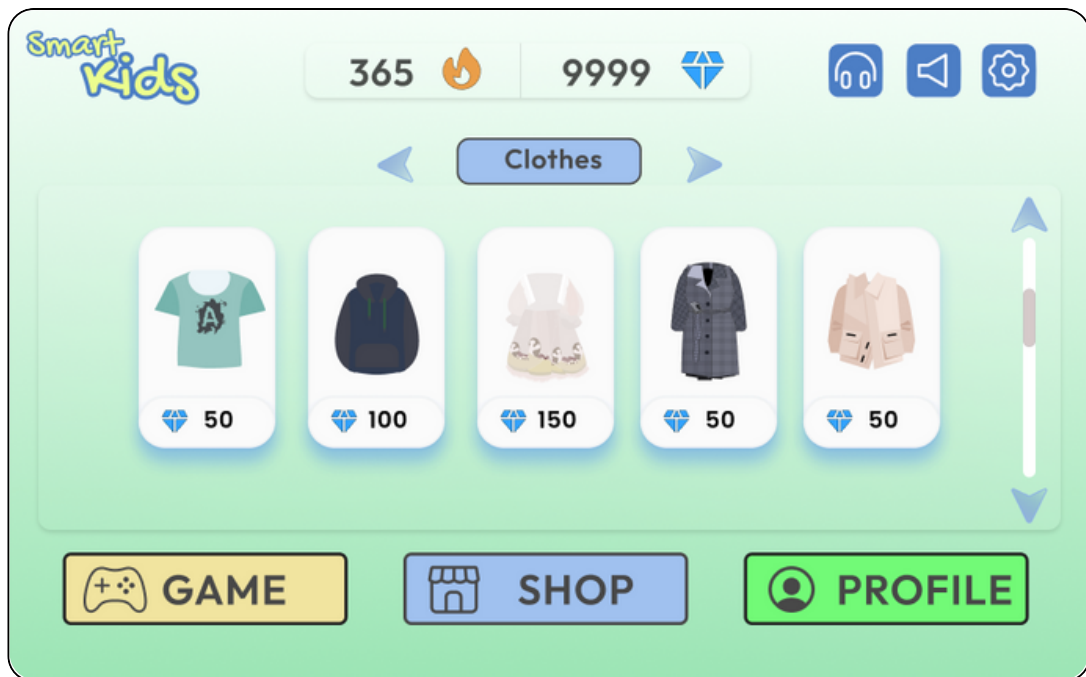 Smart
Kids
365
9999
Clothes
A
50
100
150
50
50
GAME
SHOP
PROFILE